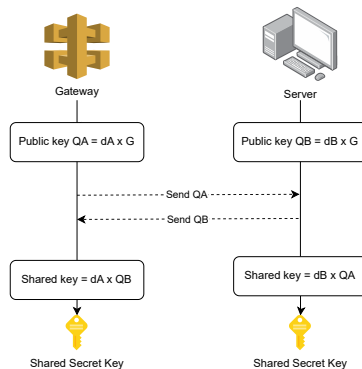 Gateway
Server
Public key QA = dA x G
Public key QB = dB x G
Send QA
Send QB
Shared key = dA x QB
Shared key = dB x QA
Shared Secret Key
Shared Secret Key